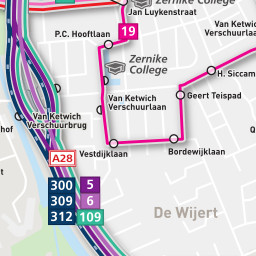 Zernike College
Jan Luykenstraat
P.C. Hooftlaan
19
Van Ketwich
Verschuurlaan
Zernike
College
H. Siccam
Geert Teispad
Van Ketwich
Verschuurlaan
Van Ketwich
Verschuurbrug
hof
A28
Vestdijklaan
Bordewijklaan
300 5
309 6
312 109
De Wijert